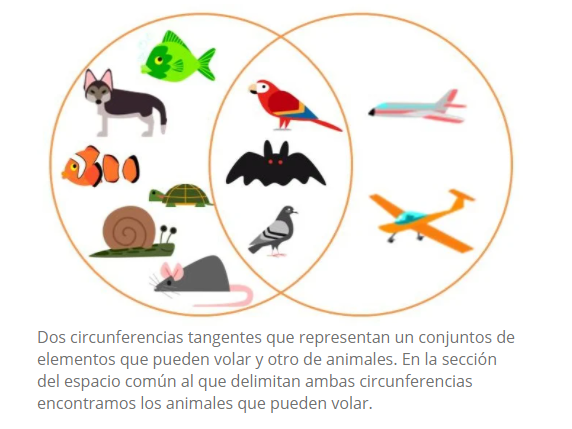 Dos circunferencias tangentes que representan un conjuntos de
elementos que pueden volar y otro de animales. En la sección
del espacio común al que delimitan ambas circunferencias
encontramos los animales que pueden volar.